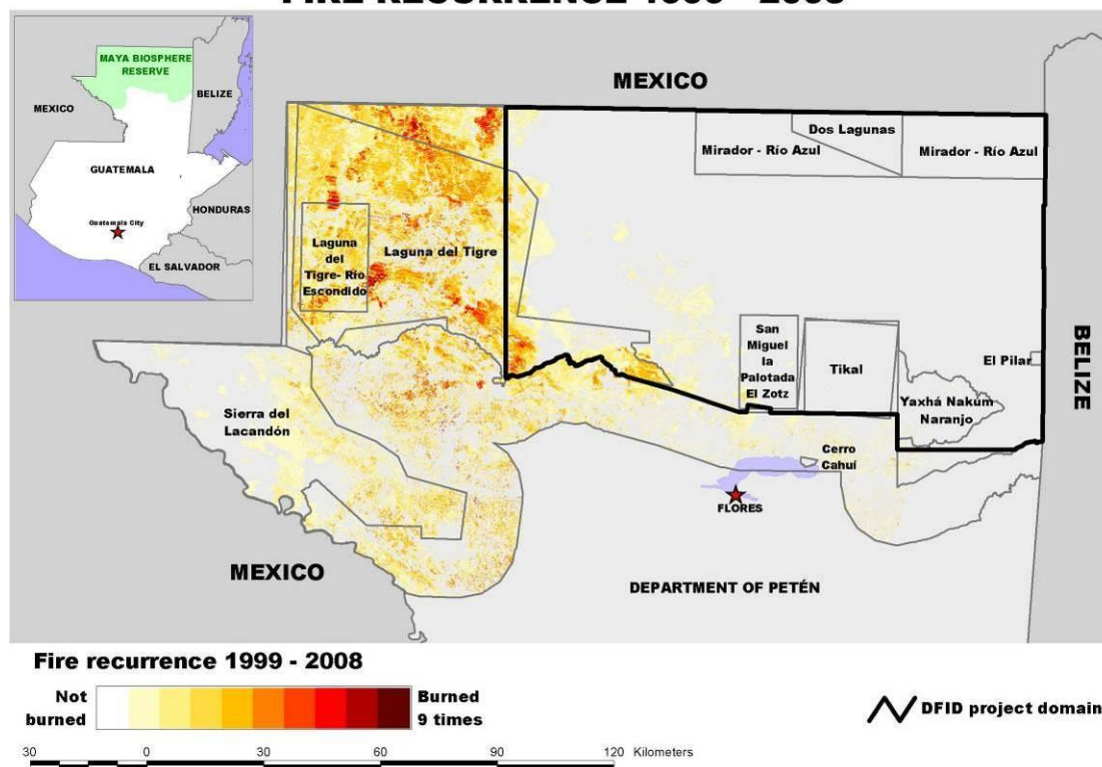 MEXICO
MAYA BIOSPHERE
RESERVE
MEXICO
BELIZE
GUATEMALA
HONDURAS
Guatemala City
EL SALVADOR
Dos Lagunas
Mirador - Río Azul
Mirador - Río Azul
Laguna
del
Tigre- Río
Escondido
Laguna del Tigre
San
Miguel
la
Palotada
El Zotz
Tikal
El Pilar
BELIZE
Yaxhá Nakúm
Naranjo
Sierra del
Lacandón
Cerro
Cahuí
FLORES
MEXICO
DEPARTMENT OF PETÉN
Fire recurrence 1999 - 2008
Not
burned
Burned
9 times
DFID project domain
30 0 30 60 90 120 Kilometers